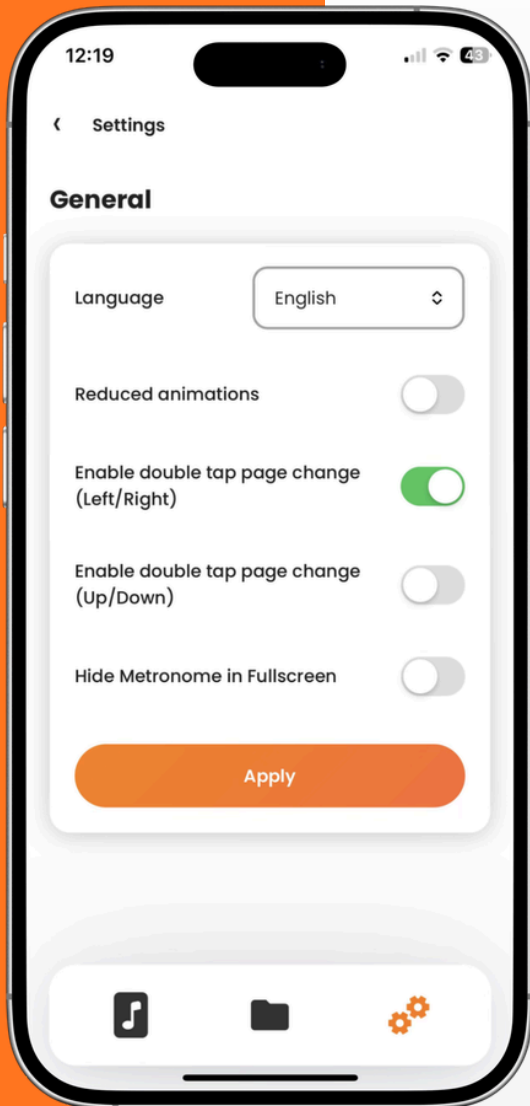 12:19
43
Settings
General
Language
English
Reduced animations
Enable double tap page change
(Left/Right)
Enable double tap page change
(Up/Down)
Hide Metronome in Fullscreen
Apply